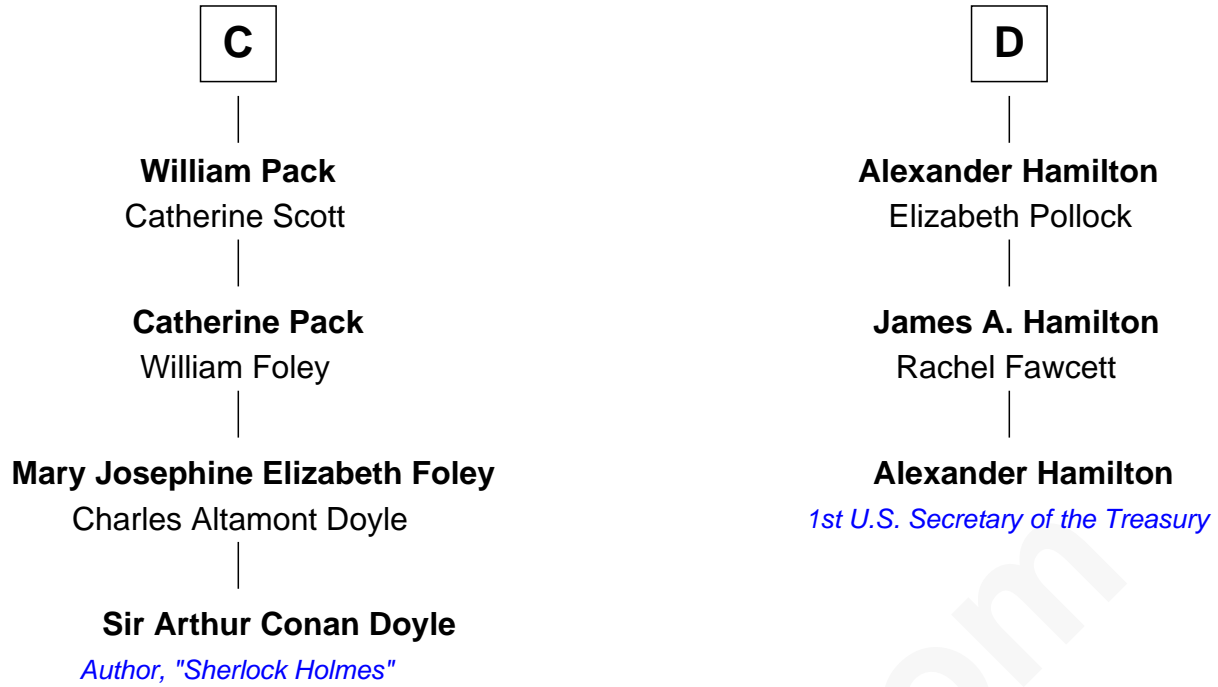 C
William Pack
Catherine Scott
Catherine Pack
William Foley
Mary Josephine Elizabeth Foley
Charles Altamont Doyle
Sir Arthur Conan Doyle
Author, "Sherlock Holmes"
D
Alexander Hamilton
Elizabeth Pollock
James A. Hamilton
Rachel Fawcett
Alexander Hamilton
1st U.S. Secretary of the Treasury
om